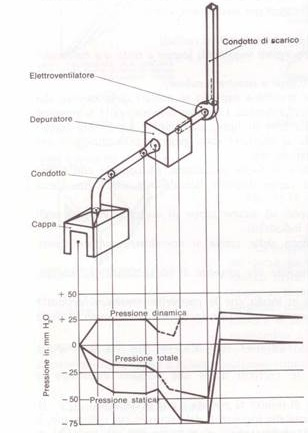 Condotto di scarico
Elettroventilatore
Depuratore
Condotto
Cappa
Pressione in mm H₂O
+ 50
+ 25
0
−25
−50
−75
Pressione dinamica
Pressione totale
Pressione statica